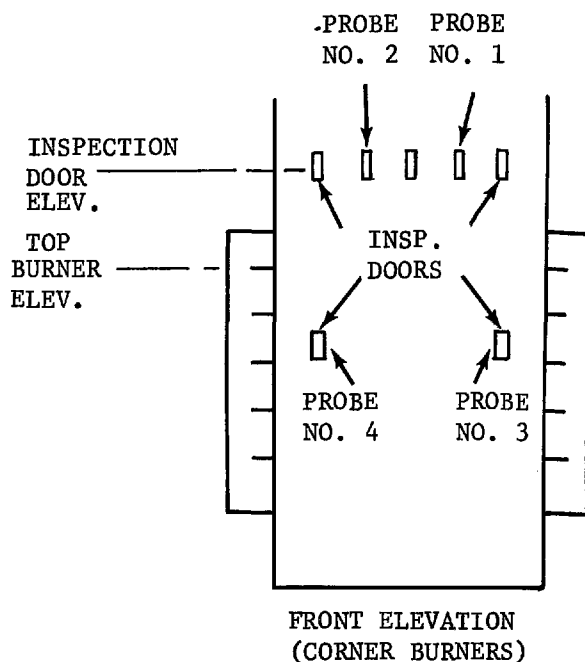 .PROBE PROBE
NO. 2 NO. 1
INSPECTION
DOOR
ELEV.
TOP
BURNER
ELEV.
INSP.
DOORS
PROBE
NO. 4
PROBE
NO. 3
FRONT ELEVATION
(CORNER BURNERS)